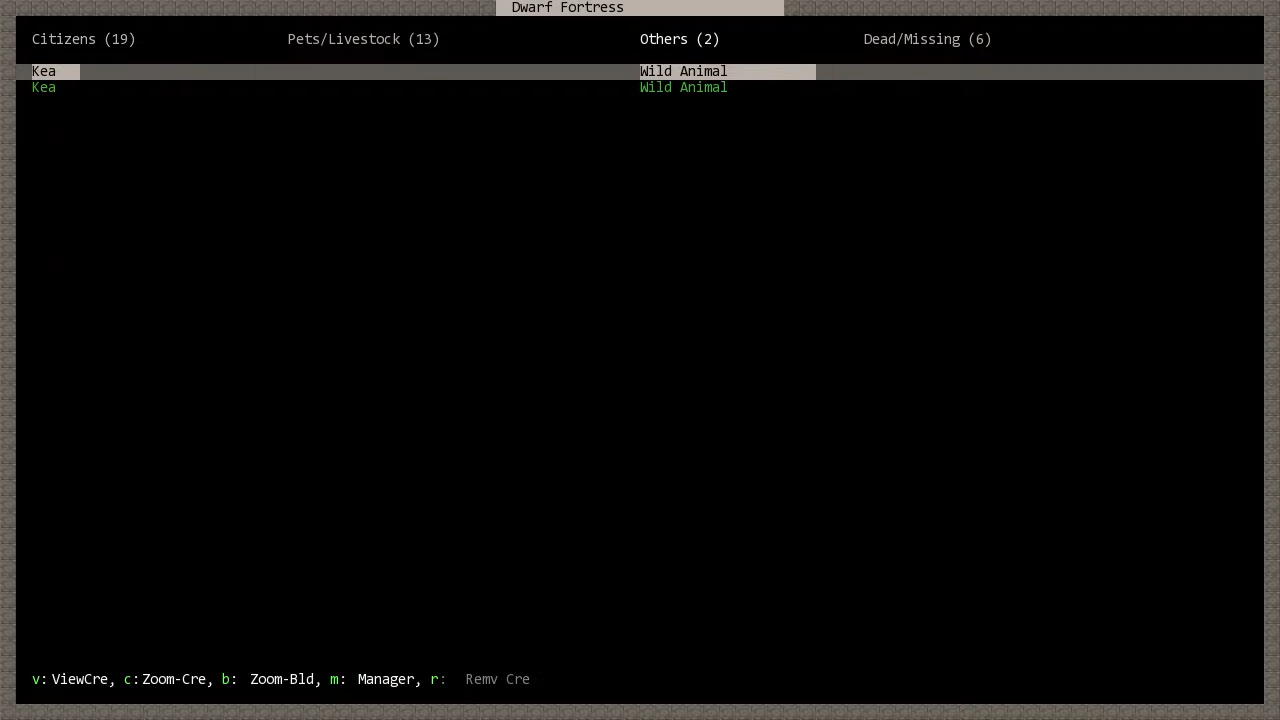 Dwarf Fortress
Citizens (19) Pets/Livestock (13) Others (2) Dead/Missing (6)
Kea Wild Animal
Kea Wild Animal
v: ViewCre, c: Zoom-Cre, b: Zoom-Bld, m: Manager, r: Remv Cre